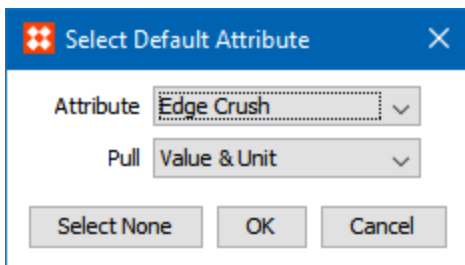 Select Default Attribute
Attribute Edge Crush
Pull Value & Unit
Select None OK Cancel